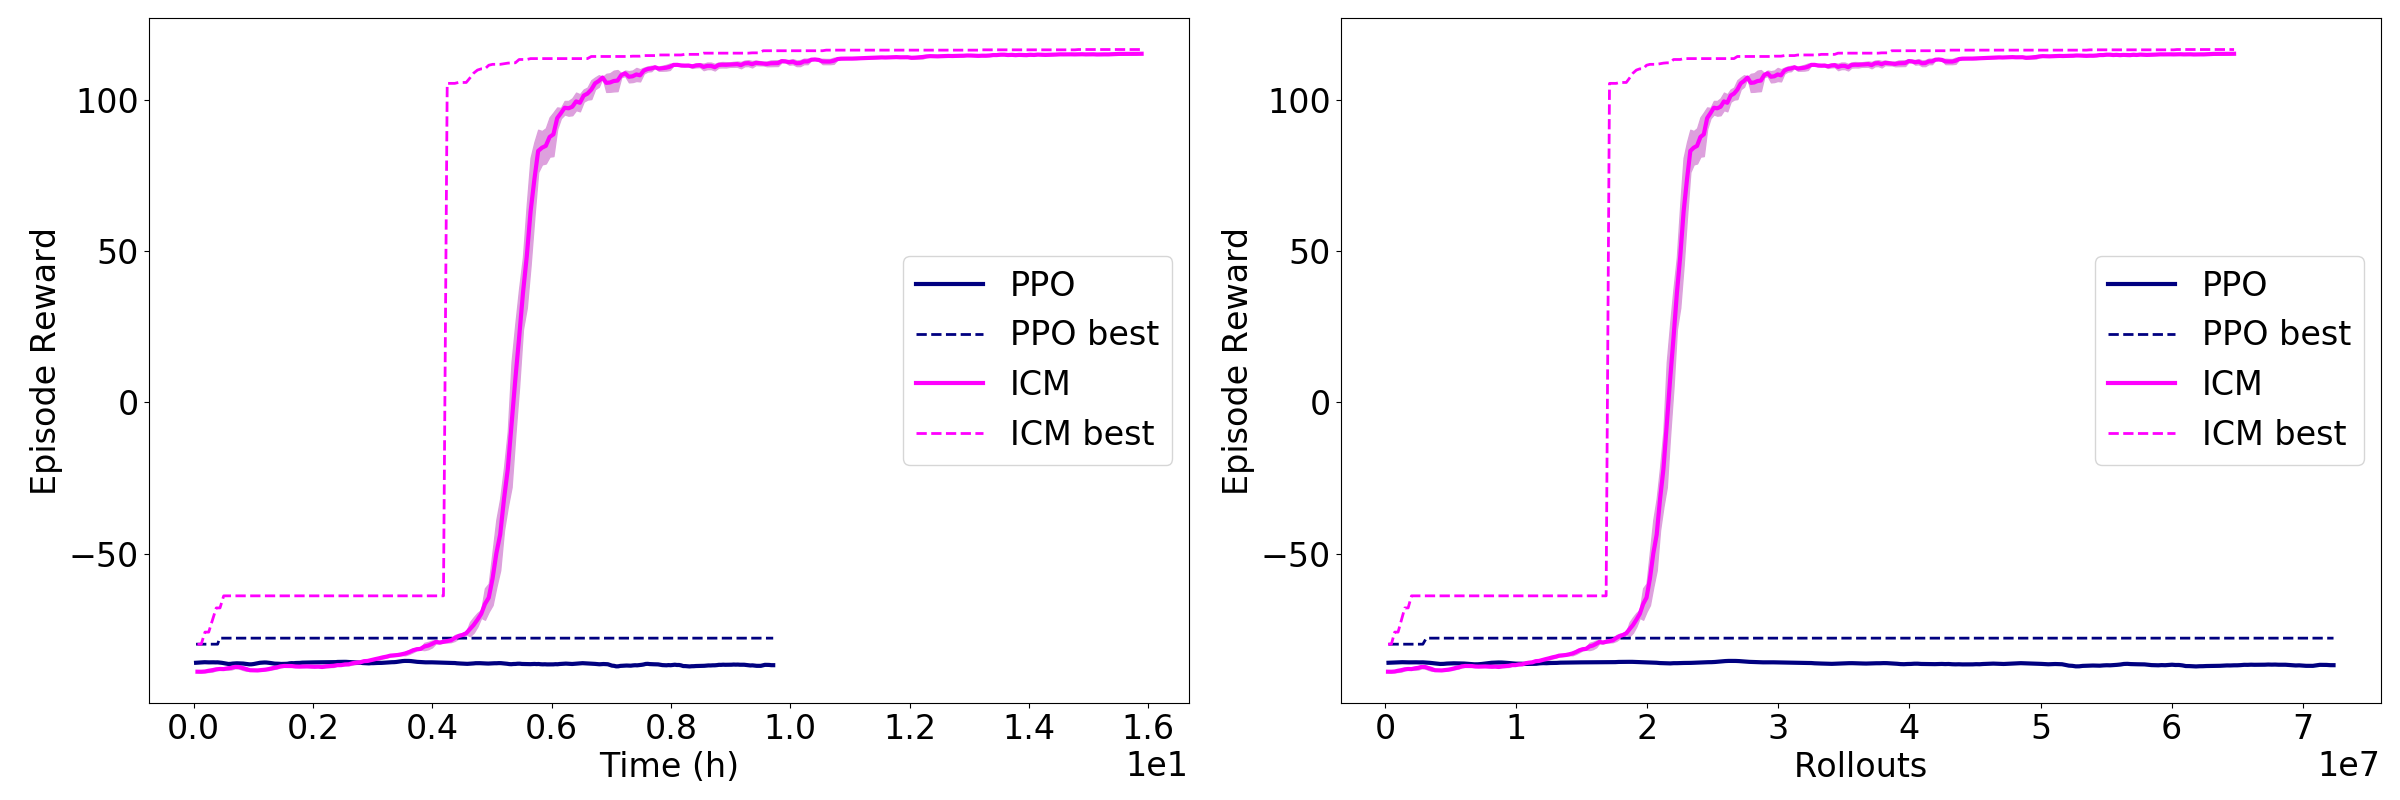 Episode Reward
100
50
0
−50
0.0 0.2 0.4 0.6 0.8 1.0 1.2 1.4 1.6
Time (h)
1e1
PPO
PPO best
ICM
ICM best
Episode Reward
100
50
0
−50
0 1 2 3 4 5 6 7
Rollouts
1e7
PPO
PPO best
ICM
ICM best